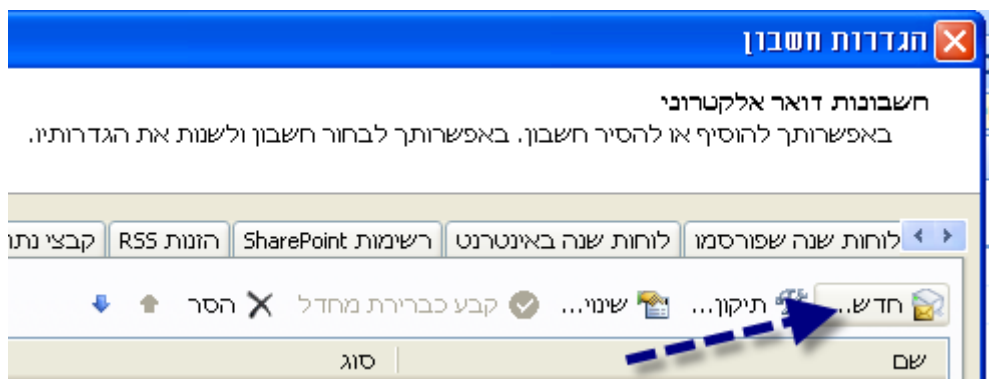 הגדרות חשבון
חשבונות דואר אלקטרוני
באפשרותך להוסיף או להסיר חשבון. באפשרותך לבחור חשבון ולשנות את הגדרותיו.
לוחות שנה שפורסמו לוחות שנה באינטרנט רשימות SharePoint הזנות RSS קבצי נתו
חדש... תיקון... שינוי... קבע כברירת מחדל הסר
שם סוג